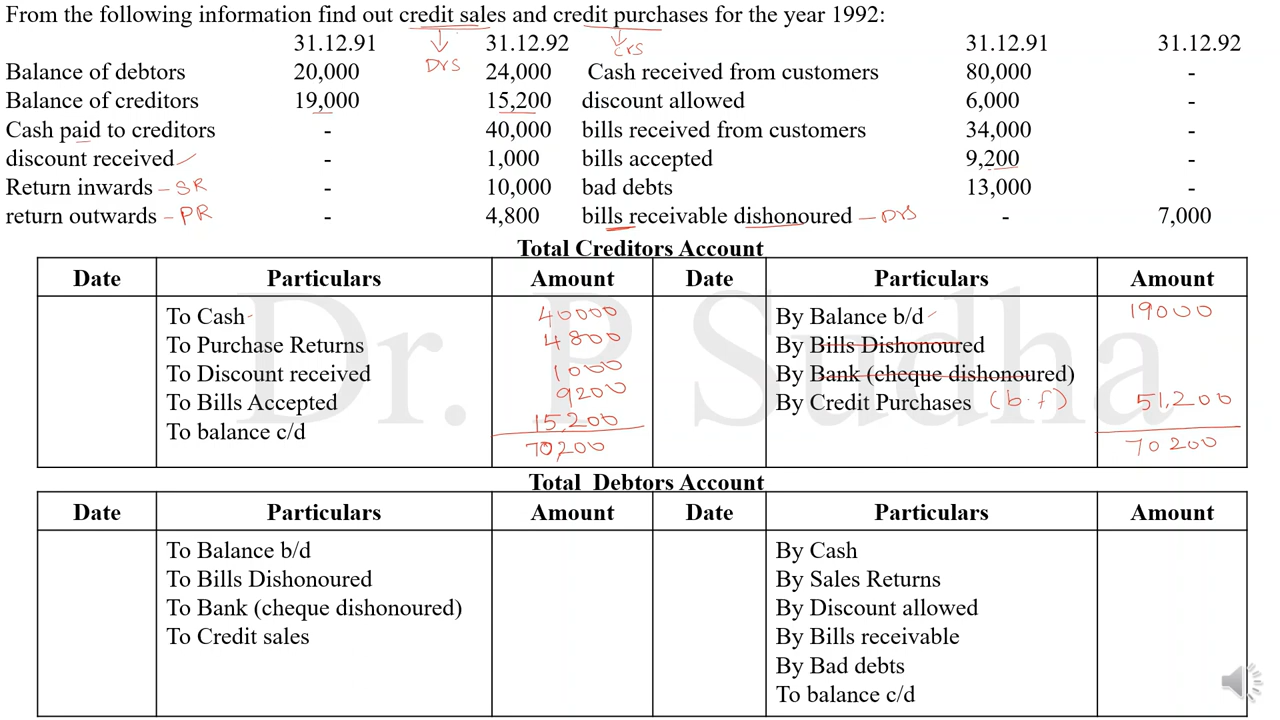 From the following information find out credit sales and credit purchases for the year 1992:
31.12.91 31.12.92 31.12.91 31.12.92
DrS CrS
Balance of debtors 20,000 24,000 Cash received from customers 80,000 -
Balance of creditors 19,000 15,200 discount allowed 6,000 -
Cash paid to creditors - 40,000 bills received from customers 34,000 -
discount received - 1,000 bills accepted 9,200 -
Return inwards - SR - 10,000 bad debts 13,000 -
return outwards - PR - 4,800 bills receivable dishonoured - DrS - 7,000
Total Creditors Account
Date Particulars Amount Date Particulars Amount
To Cash 40000 By Balance b/d 19000
To Purchase Returns 4800 By Bills Dishonoured
To Discount received 1000 By Bank (cheque dishonoured)
To Bills Accepted 9200 By Credit Purchases (b.f) 51,200
To balance c/d 15,200
70,200 70200
Total Debtors Account
Date Particulars Amount Date Particulars Amount
To Balance b/d By Cash
To Bills Dishonoured By Sales Returns
To Bank (cheque dishonoured) By Discount allowed
To Credit sales By Bills receivable
By Bad debts
To balance c/d
Dr. P Sudha